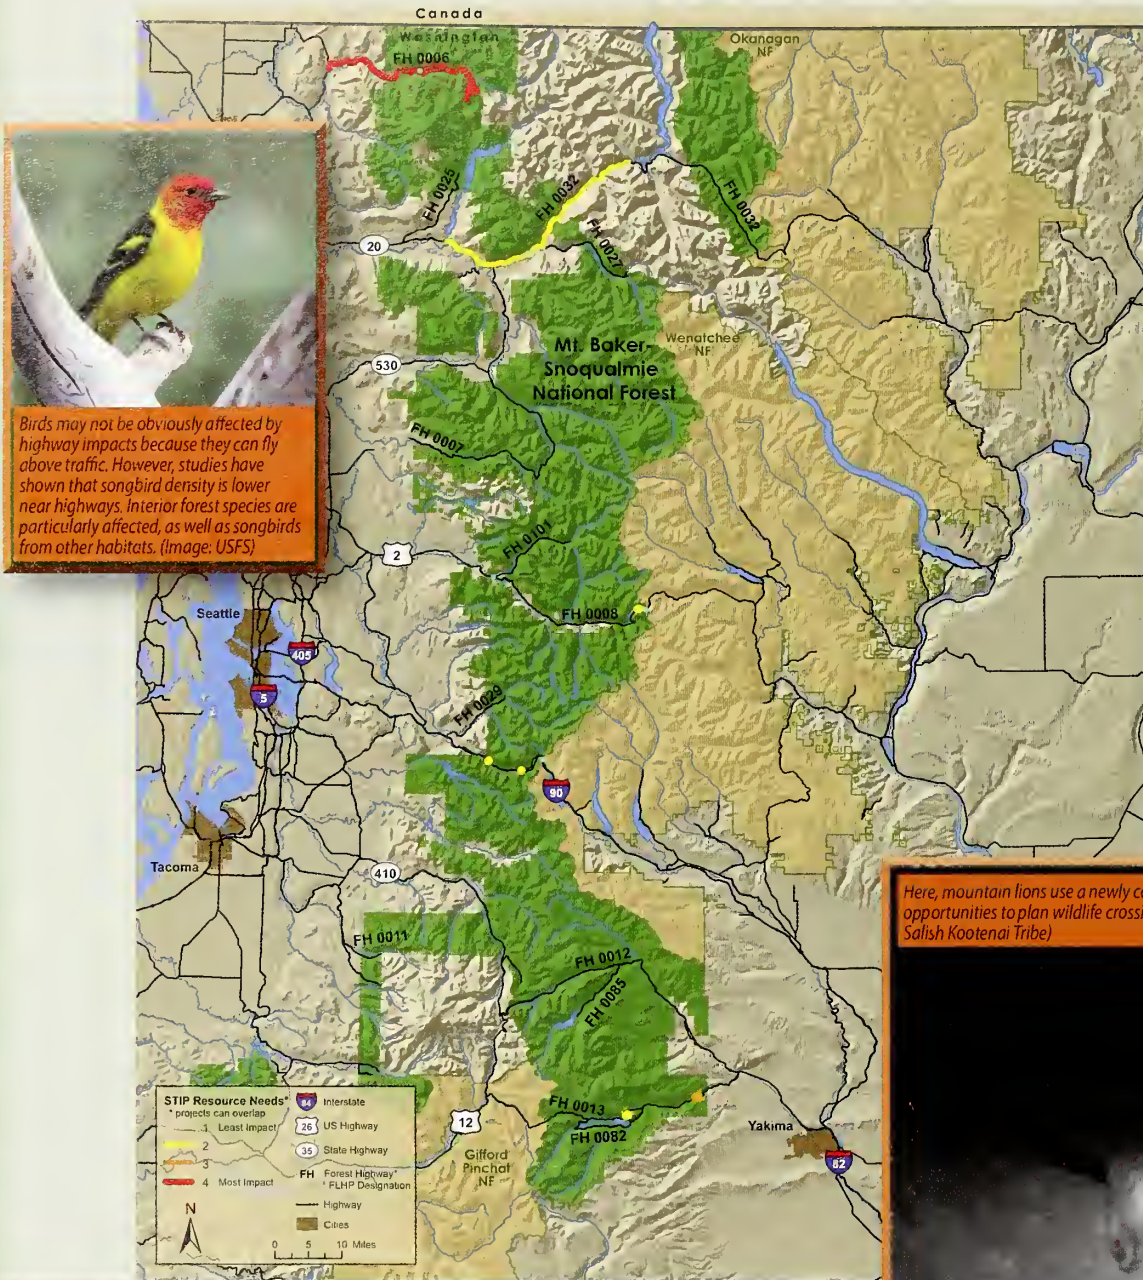 Canada
Washington
Okanagan
NF
FH 0006
FH 0025
FH 0032
FH 0032
FH 0027
20
Mt. Baker-
Snoqualmie
National Forest
Wenatchee
NF
530
FH 0007
Birds may not be obviously affected by
highway impacts because they can fly
above traffic. However, studies have
shown that songbird density is lower
near highways. Interior forest species are
particularly affected, as well as songbirds
from other habitats. (Image: USFS)
FH 0101
2
FH 0008
Seattle
405
5
FH 0029
90
Tacoma
410
Here, mountain lions use a newly c
opportunities to plan wildlife crossi
Salish Kootenai Tribe)
FH 0011
FH 0012
FH 0085
FH 0013
FH 0082
12
Yakima
82
Gifford
Pinchat
NF
STIP Resource Needs*
* projects can overlap
1 Least Impact
2
3
4 Most Impact
84 Interstate
26 US Highway
35 State Highway
FH Forest Highway*
* FLHP Designation
Highway
Cities
N
0 5 10 Miles